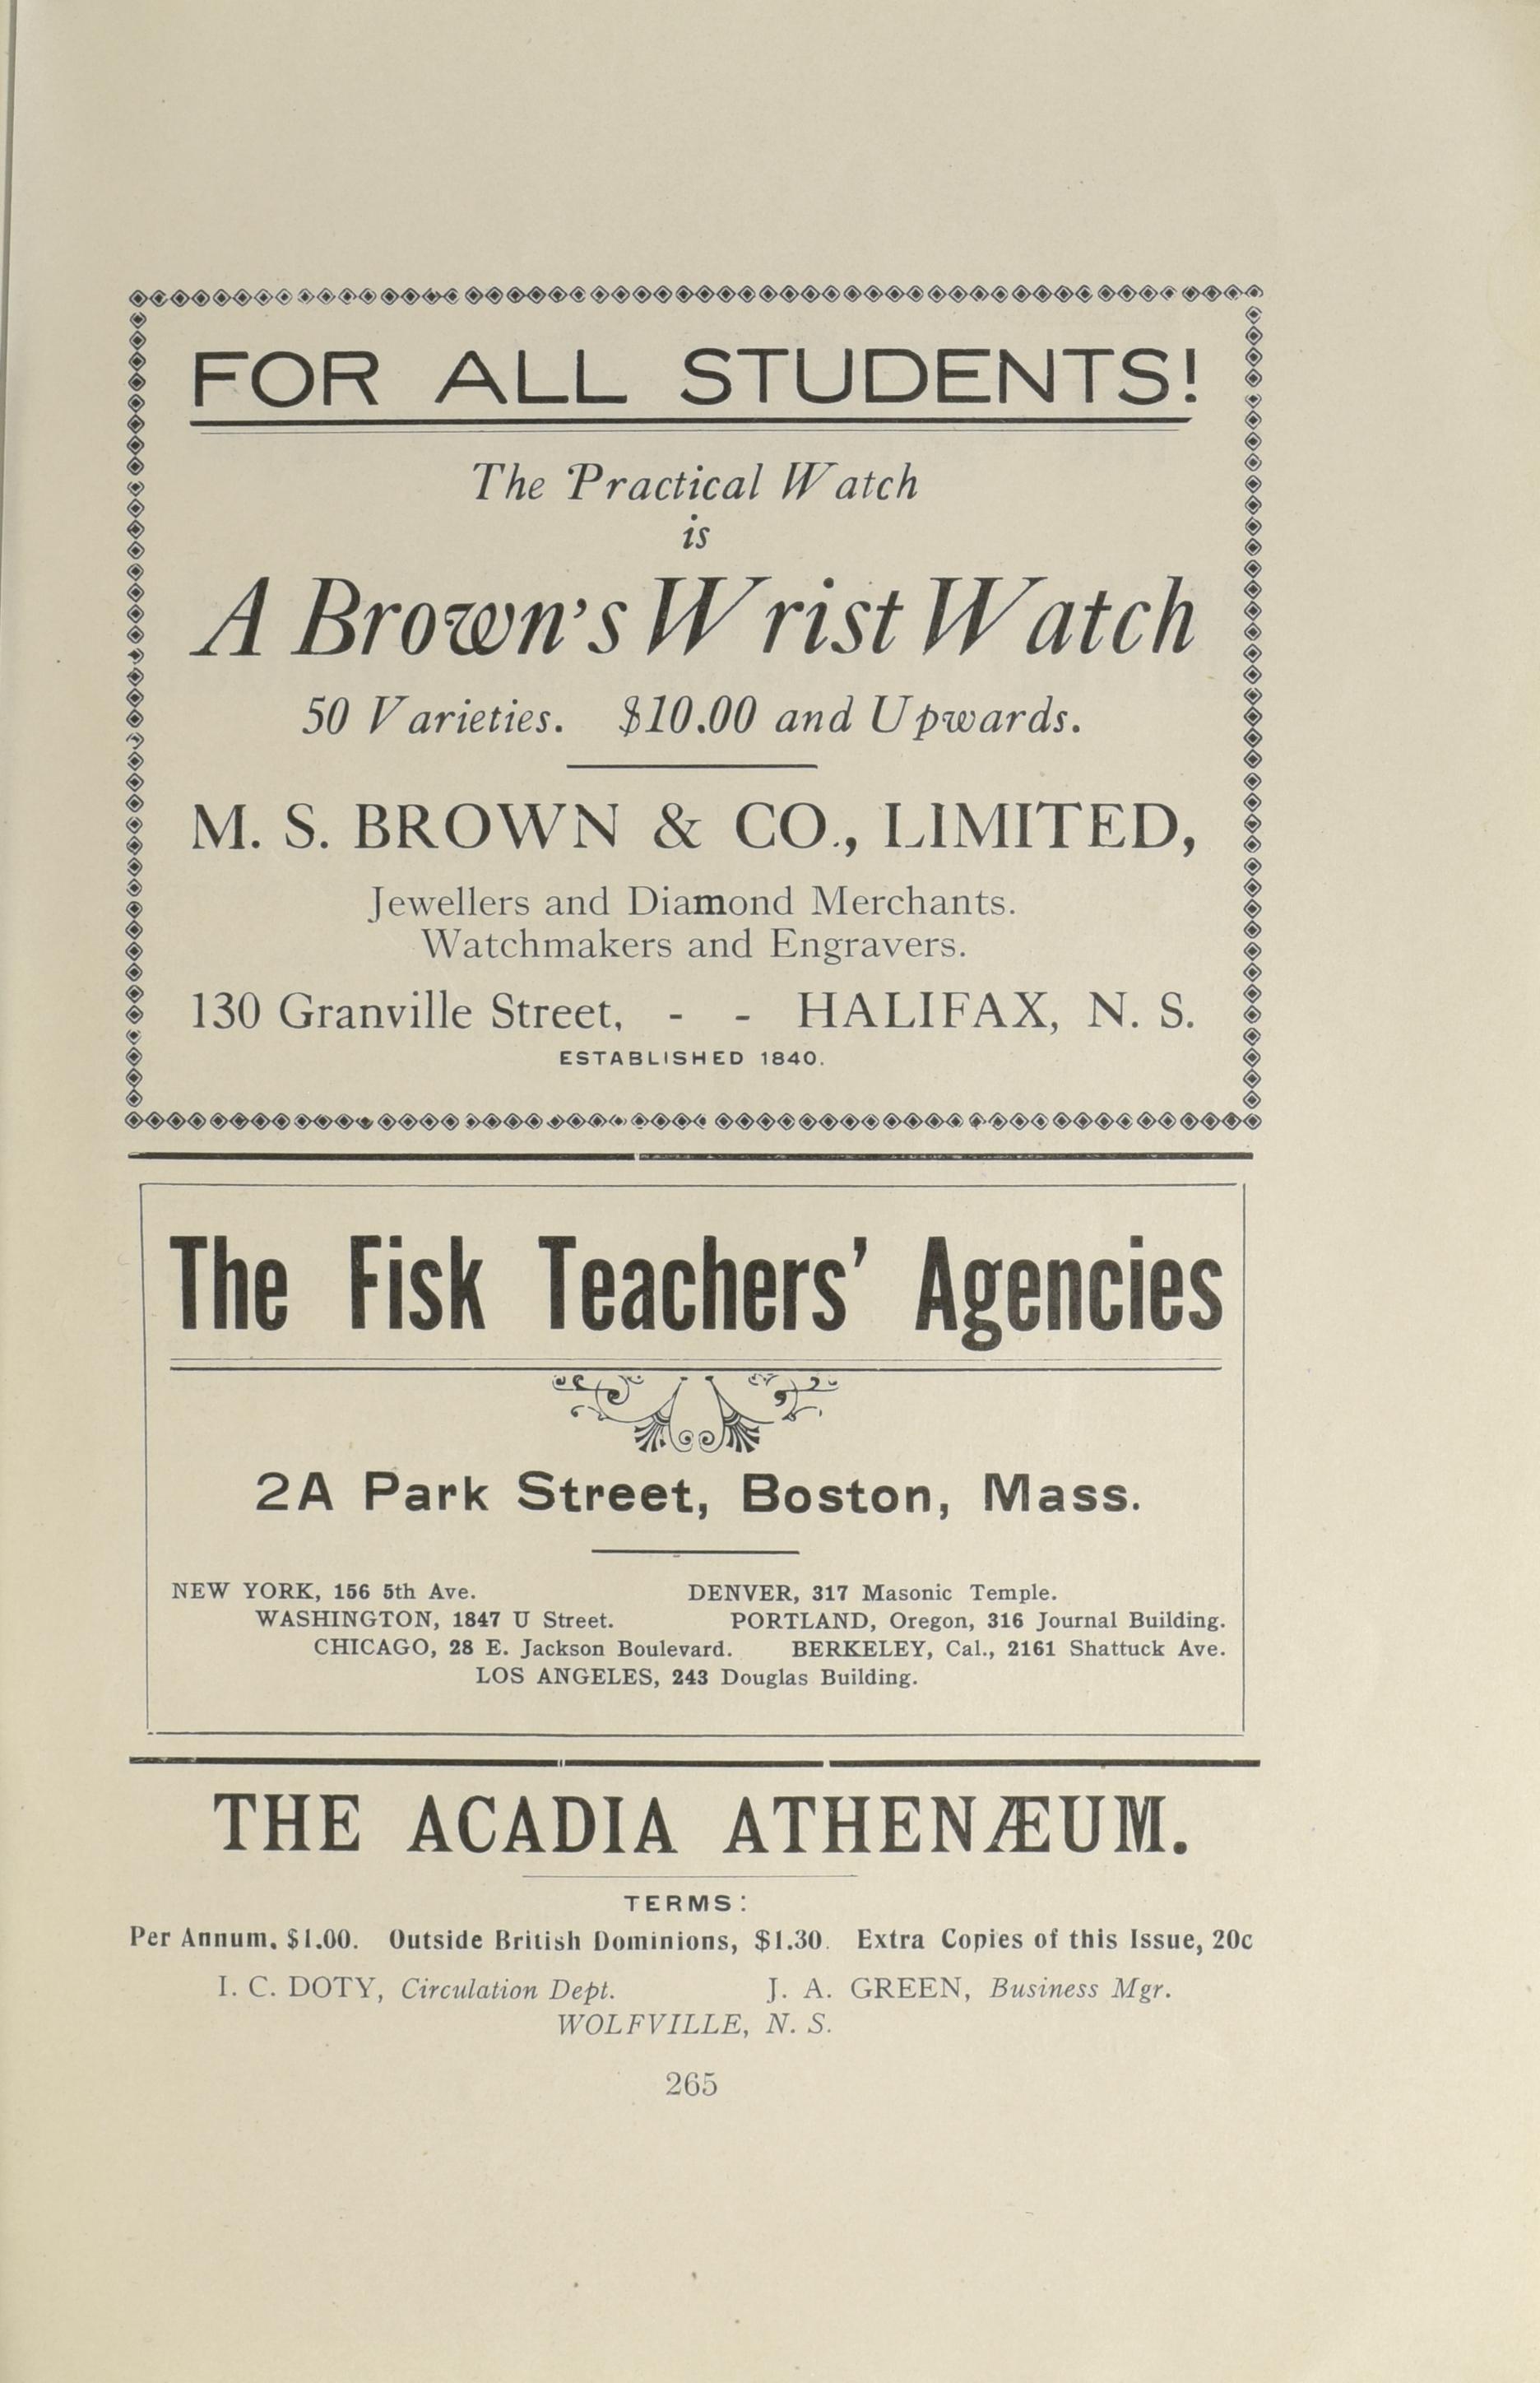 FOR ALL STUDENTS!
The Practical Watch
is
A Brown's Wrist Watch
50 Varieties. $10.00 and Upwards.
M. S. BROWN & CO., LIMITED,
Jewellers and Diamond Merchants.
Watchmakers and Engravers.
130 Granville Street, - - HALIFAX, N. S.
ESTABLISHED 1840.
The Fisk Teachers' Agencies
2A Park Street, Boston, Mass.
NEW YORK, 156 5th Ave. DENVER, 317 Masonic Temple.
WASHINGTON, 1847 U Street. PORTLAND, Oregon, 316 Journal Building.
CHICAGO, 28 E. Jackson Boulevard. BERKELEY, Cal., 2161 Shattuck Ave.
LOS ANGELES, 243 Douglas Building.
THE ACADIA ATHENÆUM.
TERMS:
Per Annum, $1.00. Outside British Dominions, $1.30. Extra Copies of this Issue, 20c
I. C. DOTY, Circulation Dept. J. A. GREEN, Business Mgr.
WOLFVILLE, N. S.
265